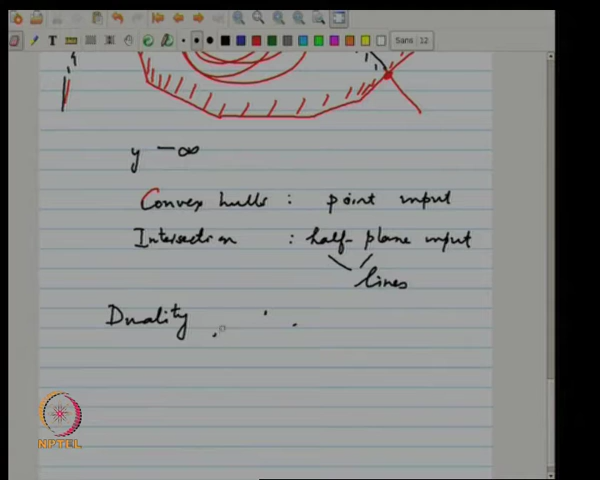 Sans 12
y -∞
Convex hulls : point input
Intersection : half-plane input
lines
Duality
NPTEL